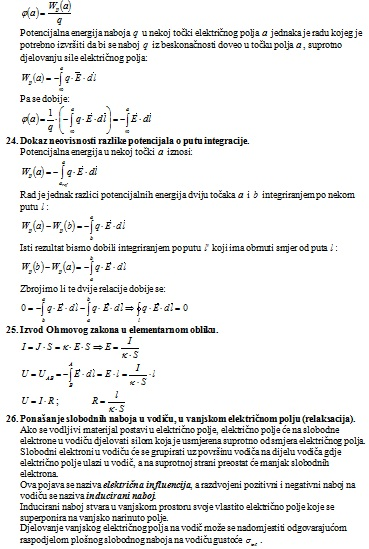 φ(a) = W_p(a) / q
Potencijalna energija naboja q u nekoj točki električnog polja a jednaka je radu kojeg je
potrebno izvršiti da bi se naboj q iz beskonačnosti doveo u točku polja a, suprotno
djelovanju sile električnog polja:
W_p(a) = −∫_∞^a q · E⃗ · dl⃗
Pa se dobije:
φ(a) = 1/q · (−∫_∞^a q · E⃗ · dl⃗) = −∫_∞^a E⃗ · dl⃗
24. Dokaz neovisnosti razlike potencijala o putu integracije.
Potencijalna energija u nekoj točki a iznosi:
W_p(a) = −∫_{a_ref}^a q · E⃗ · dl⃗
Rad je jednak razlici potencijalnih energija dviju točaka a i b integriranjem po nekom
putu l:
W_p(a) − W_p(b) = −∫_b^a q · E⃗ · dl⃗
Isti rezultat bismo dobili integriranjem po putu l' koji ima obrnuti smjer od puta l:
W_p(b) − W_p(a) = −∫_a^b q · E⃗ · dl⃗
Zbrojimo li te dvije relacije dobije se:
0 = −∫_b^a q · E⃗ · dl⃗ − ∫_a^b q · E⃗ · dl⃗ ⇒ ∮_l q · E⃗ · dl⃗ = 0
25. Izvod Ohmovog zakona u elementarnom obliku.
I = J · S = κ · E · S ⇒ E = I / (κ · S)
U = U_AB = −∫_B^A E⃗ · dl⃗ = E · l = I / (κ · S) · l
U = I · R; R = l / (κ · S)
26. Ponašanje slobodnih naboja u vodiču, u vanjskom električnom polju (relaksacija).
Ako se vodljivi materijal postavi u električno polje, električno polje će na slobodne
elektrone u vodiču djelovati silom koja je usmjerena suprotno od smjera električnog polja.
Slobodni elektroni u vodiču će se grupirati uz površinu vodiča na dijelu vodiča gdje
električno polje ulazi u vodič, a na suprotnoj strani preostat će manjak slobodnih
elektrona.
Ova pojava se naziva električna influencija, a razdvojeni pozitivni i negativni naboj na
vodiču se naziva inducirani naboj.
Inducirani naboj stvara u vanjskom prostoru svoje vlastito električno polje koje se
superponira na vanjsko narinuto polje.
Djelovanje vanjskog električnog polja na vodič može se nadomjestiti odgovarajućom
raspodjelom plošnog slobodnog naboja na vodiču gustoće